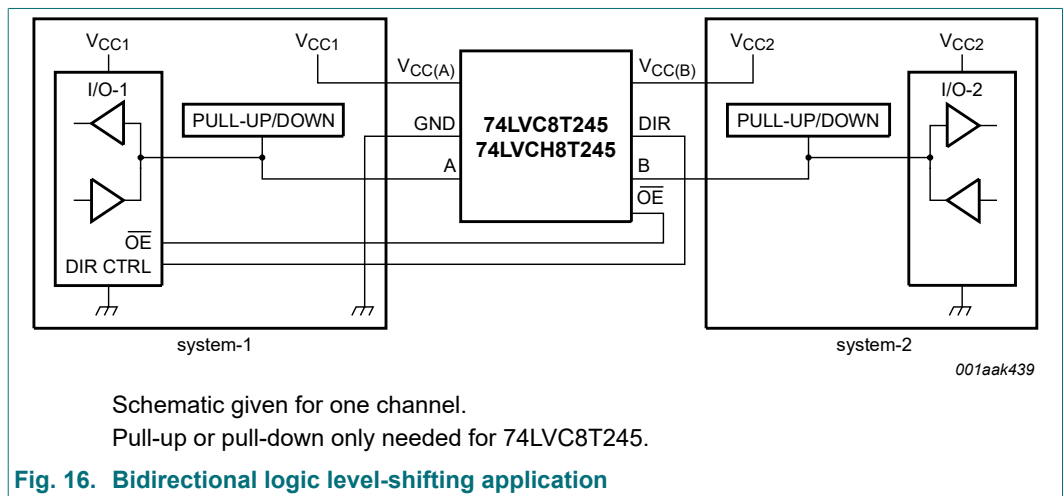 VCC1
VCC1
VCC2
VCC2
I/O-1
VCC(A)
VCC(B)
I/O-2
PULL-UP/DOWN
GND
74LVC8T245
DIR
PULL-UP/DOWN
74LVCH8T245
A
B
OE
OE
DIR CTRL
system-1
system-2
001aak439
Schematic given for one channel.
Pull-up or pull-down only needed for 74LVC8T245.
Fig. 16. Bidirectional logic level-shifting application